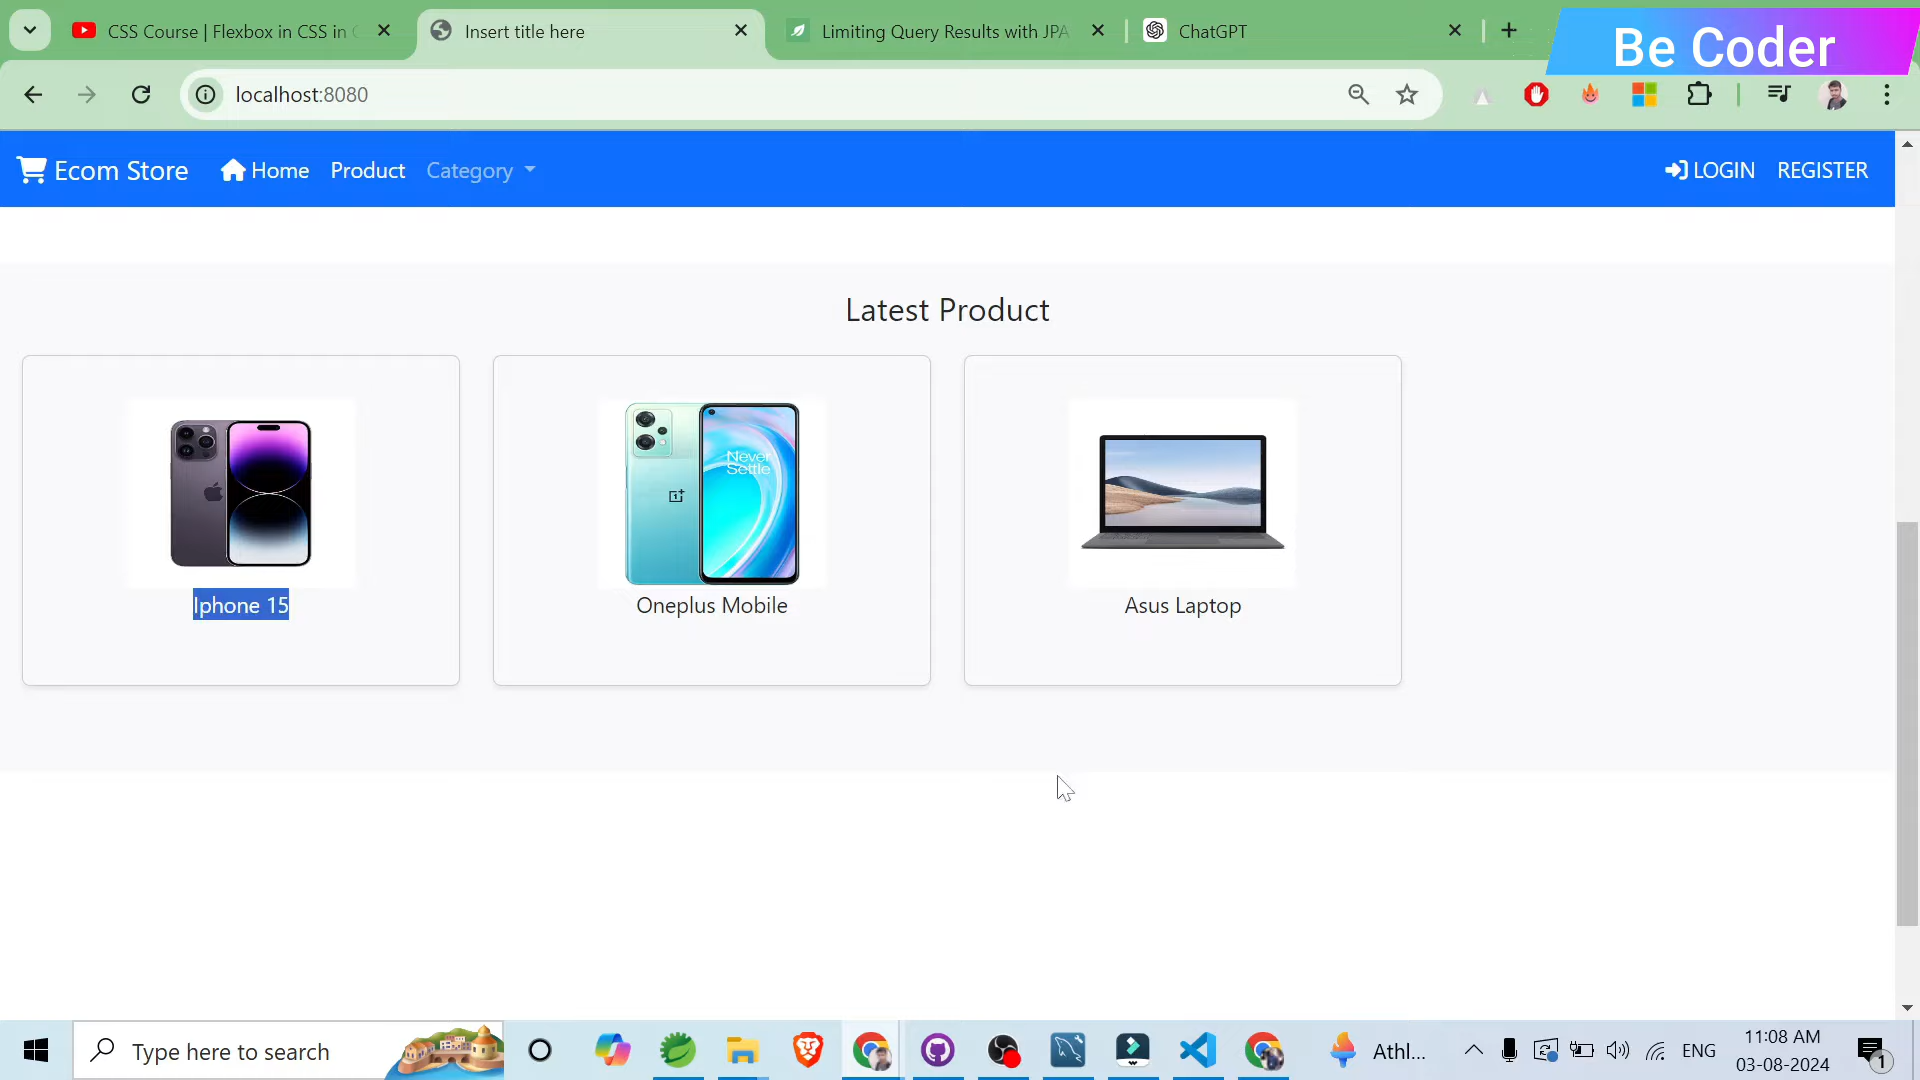 CSS Course | Flexbox in CSS in
Insert title here
Limiting Query Results with JPA
ChatGPT
Be Coder
localhost:8080
Ecom Store
Home
Product
Category
LOGIN
REGISTER
Latest Product
Never
Settle
Iphone 15
Oneplus Mobile
Asus Laptop
Type here to search
Athl...
ENG
11:08 AM
03-08-2024
1